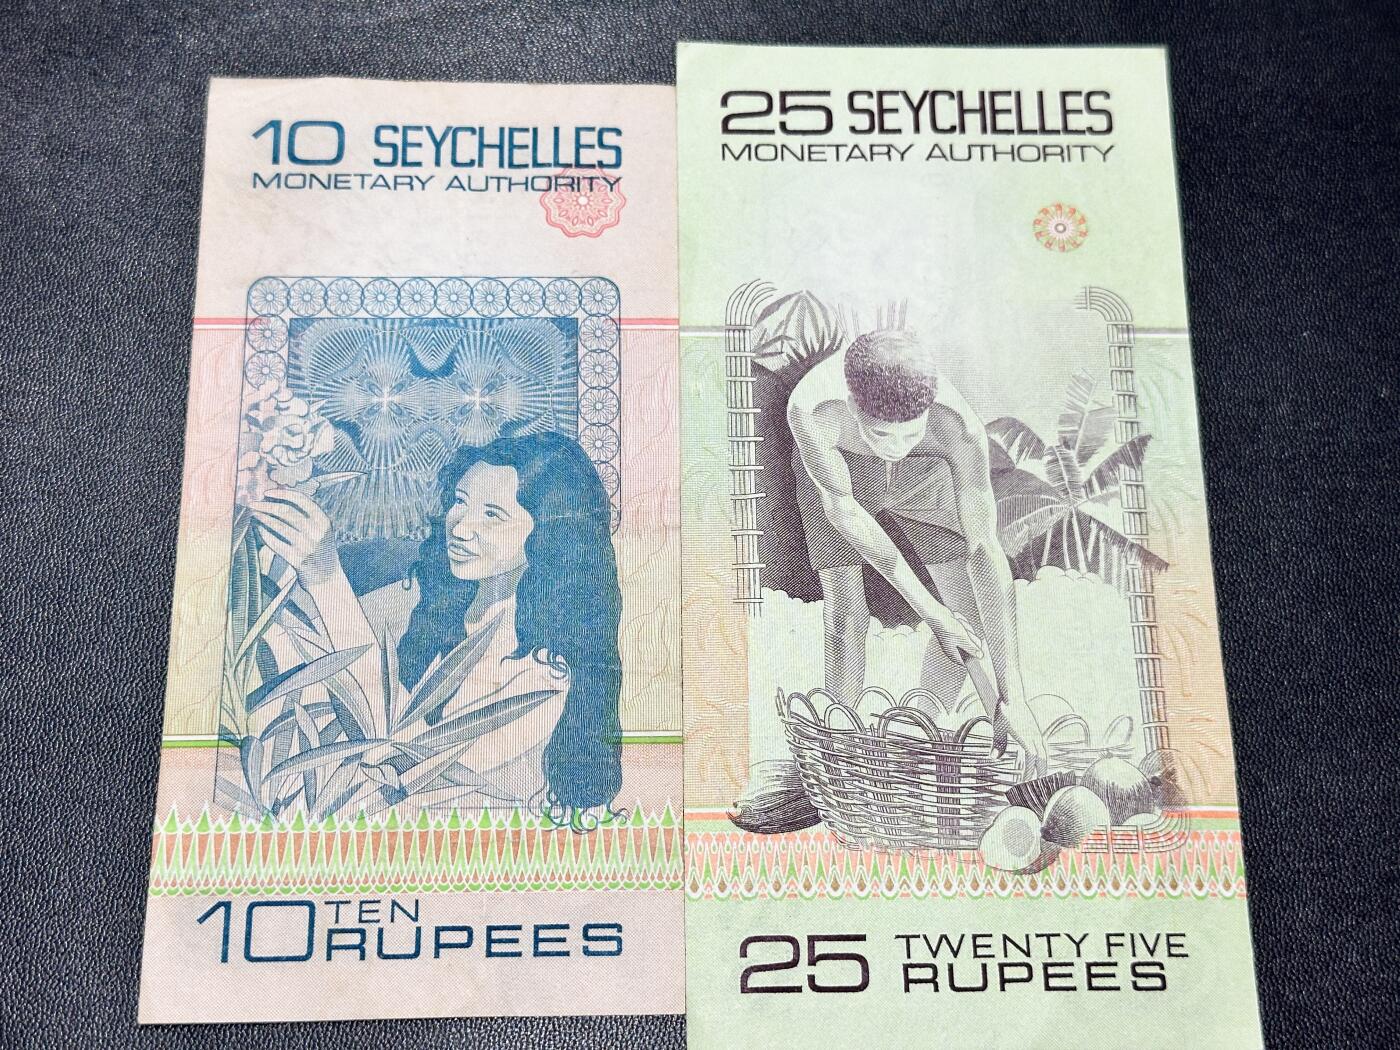 10 SEYCHELLES
MONETARY AUTHORITY
10 TEN
RUPEES
25 SEYCHELLES
MONETARY AUTHORITY
25 TWENTY FIVE
RUPEES